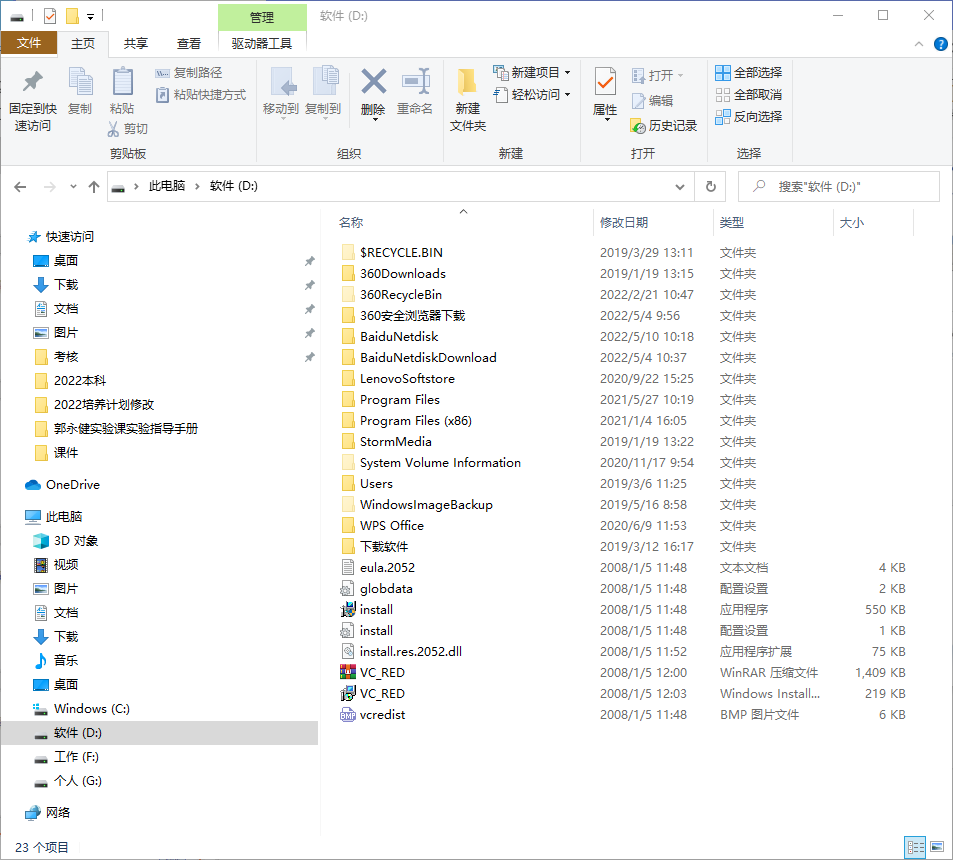 管理
软件 (D:)
文件
主页
共享
查看
驱动器工具
固定到快
速访问
复制
粘贴
复制路径
粘贴快捷方式
剪切
剪贴板
移动到
复制到
删除
重命名
组织
新建
文件夹
新建项目
轻松访问
新建
属性
打开
编辑
历史记录
打开
全部选择
全部取消
反向选择
选择
此电脑
软件 (D:)
搜索"软件 (D:)"
快速访问
桌面
下载
文档
图片
考核
2022本科
2022培养计划修改
郭永健实验课实验指导手册
课件
OneDrive
此电脑
3D 对象
视频
图片
文档
下载
音乐
桌面
Windows (C:)
软件 (D:)
工作 (F:)
个人 (G:)
网络
名称 修改日期 类型 大小
$RECYCLE.BIN 2019/3/29 13:11 文件夹
360Downloads 2019/1/19 13:15 文件夹
360RecycleBin 2022/2/21 10:47 文件夹
360安全浏览器下载 2022/5/4 9:56 文件夹
BaiduNetdisk 2022/5/10 10:18 文件夹
BaiduNetdiskDownload 2022/5/4 10:37 文件夹
LenovoSoftstore 2020/9/22 15:25 文件夹
Program Files 2021/5/27 10:19 文件夹
Program Files (x86) 2021/1/4 16:05 文件夹
StormMedia 2019/1/19 13:22 文件夹
System Volume Information 2020/11/17 9:54 文件夹
Users 2019/3/6 11:25 文件夹
WindowsImageBackup 2019/5/16 8:58 文件夹
WPS Office 2020/6/9 11:53 文件夹
下载软件 2019/3/12 16:17 文件夹
eula.2052 2008/1/5 11:48 文本文档 4 KB
globdata 2008/1/5 11:48 配置设置 2 KB
install 2008/1/5 11:48 应用程序 550 KB
install 2008/1/5 11:48 配置设置 1 KB
install.res.2052.dll 2008/1/5 11:52 应用程序扩展 75 KB
VC_RED 2008/1/5 12:00 WinRAR 压缩文件 1,409 KB
VC_RED 2008/1/5 12:03 Windows Install... 219 KB
vcredist 2008/1/5 11:48 BMP 图片文件 6 KB
23 个项目